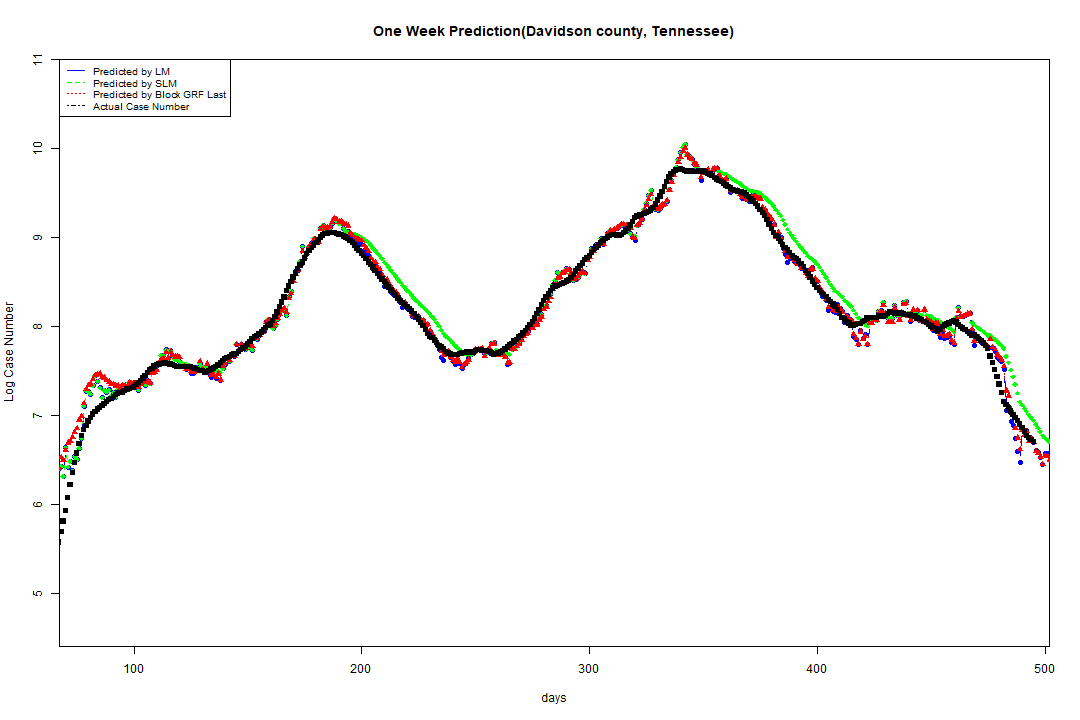 One Week Prediction(Davidson county, Tennessee)
Predicted by LM
Predicted by SLM
Predicted by Block GRF Last
Actual Case Number
Log Case Number
11
10
9
8
7
6
5
100 200 300 400 500
days